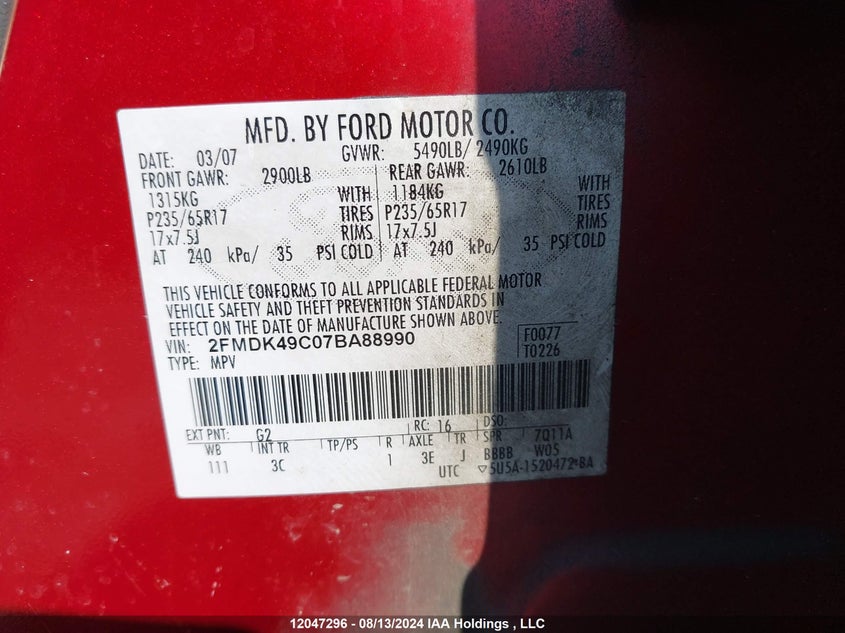 MFD. BY FORD MOTOR CO.
DATE: 03/07 GVWR: 5490LB/ 2490KG
FRONT GAWR: 2900LB REAR GAWR: 2610LB
1315KG WITH 1184KG WITH
P235/65R17 TIRES P235/65R17 TIRES
17x7.5J RIMS 17x7.5J RIMS
AT 240 kPa/ 35 PSI COLD AT 240 kPa/ 35 PSI COLD
THIS VEHICLE CONFORMS TO ALL APPLICABLE FEDERAL MOTOR
VEHICLE SAFETY AND THEFT PREVENTION STANDARDS IN
EFFECT ON THE DATE OF MANUFACTURE SHOWN ABOVE.
VIN: 2FMDK49C07BA88990 F0077
TYPE: MPV T0226
EXT PNT: G2 RC: 16 DSO:
WB INT TR TP/PS R AXLE TR SPR 7Q11A
111 3C 1 3E J BBBB W05
UTC ▽5U5A-1520472-BA
12047296 - 08/13/2024 IAA Holdings , LLC